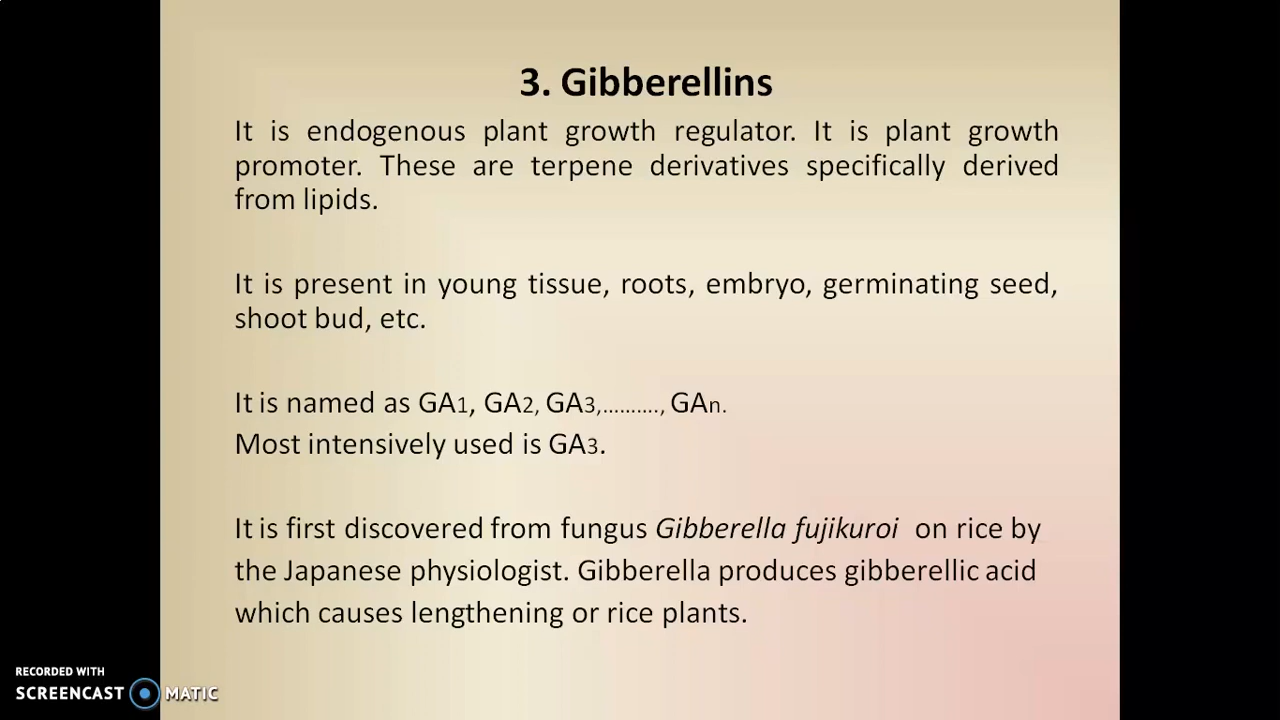 3. Gibberellins
It is endogenous plant growth regulator. It is plant growth
promoter. These are terpene derivatives specifically derived
from lipids.
It is present in young tissue, roots, embryo, germinating seed,
shoot bud, etc.
It is named as GA1, GA2, GA3,.........., GAn.
Most intensively used is GA3.
It is first discovered from fungus Gibberella fujikuroi on rice by
the Japanese physiologist. Gibberella produces gibberellic acid
which causes lengthening or rice plants.
RECORDED WITH
SCREENCAST MATIC